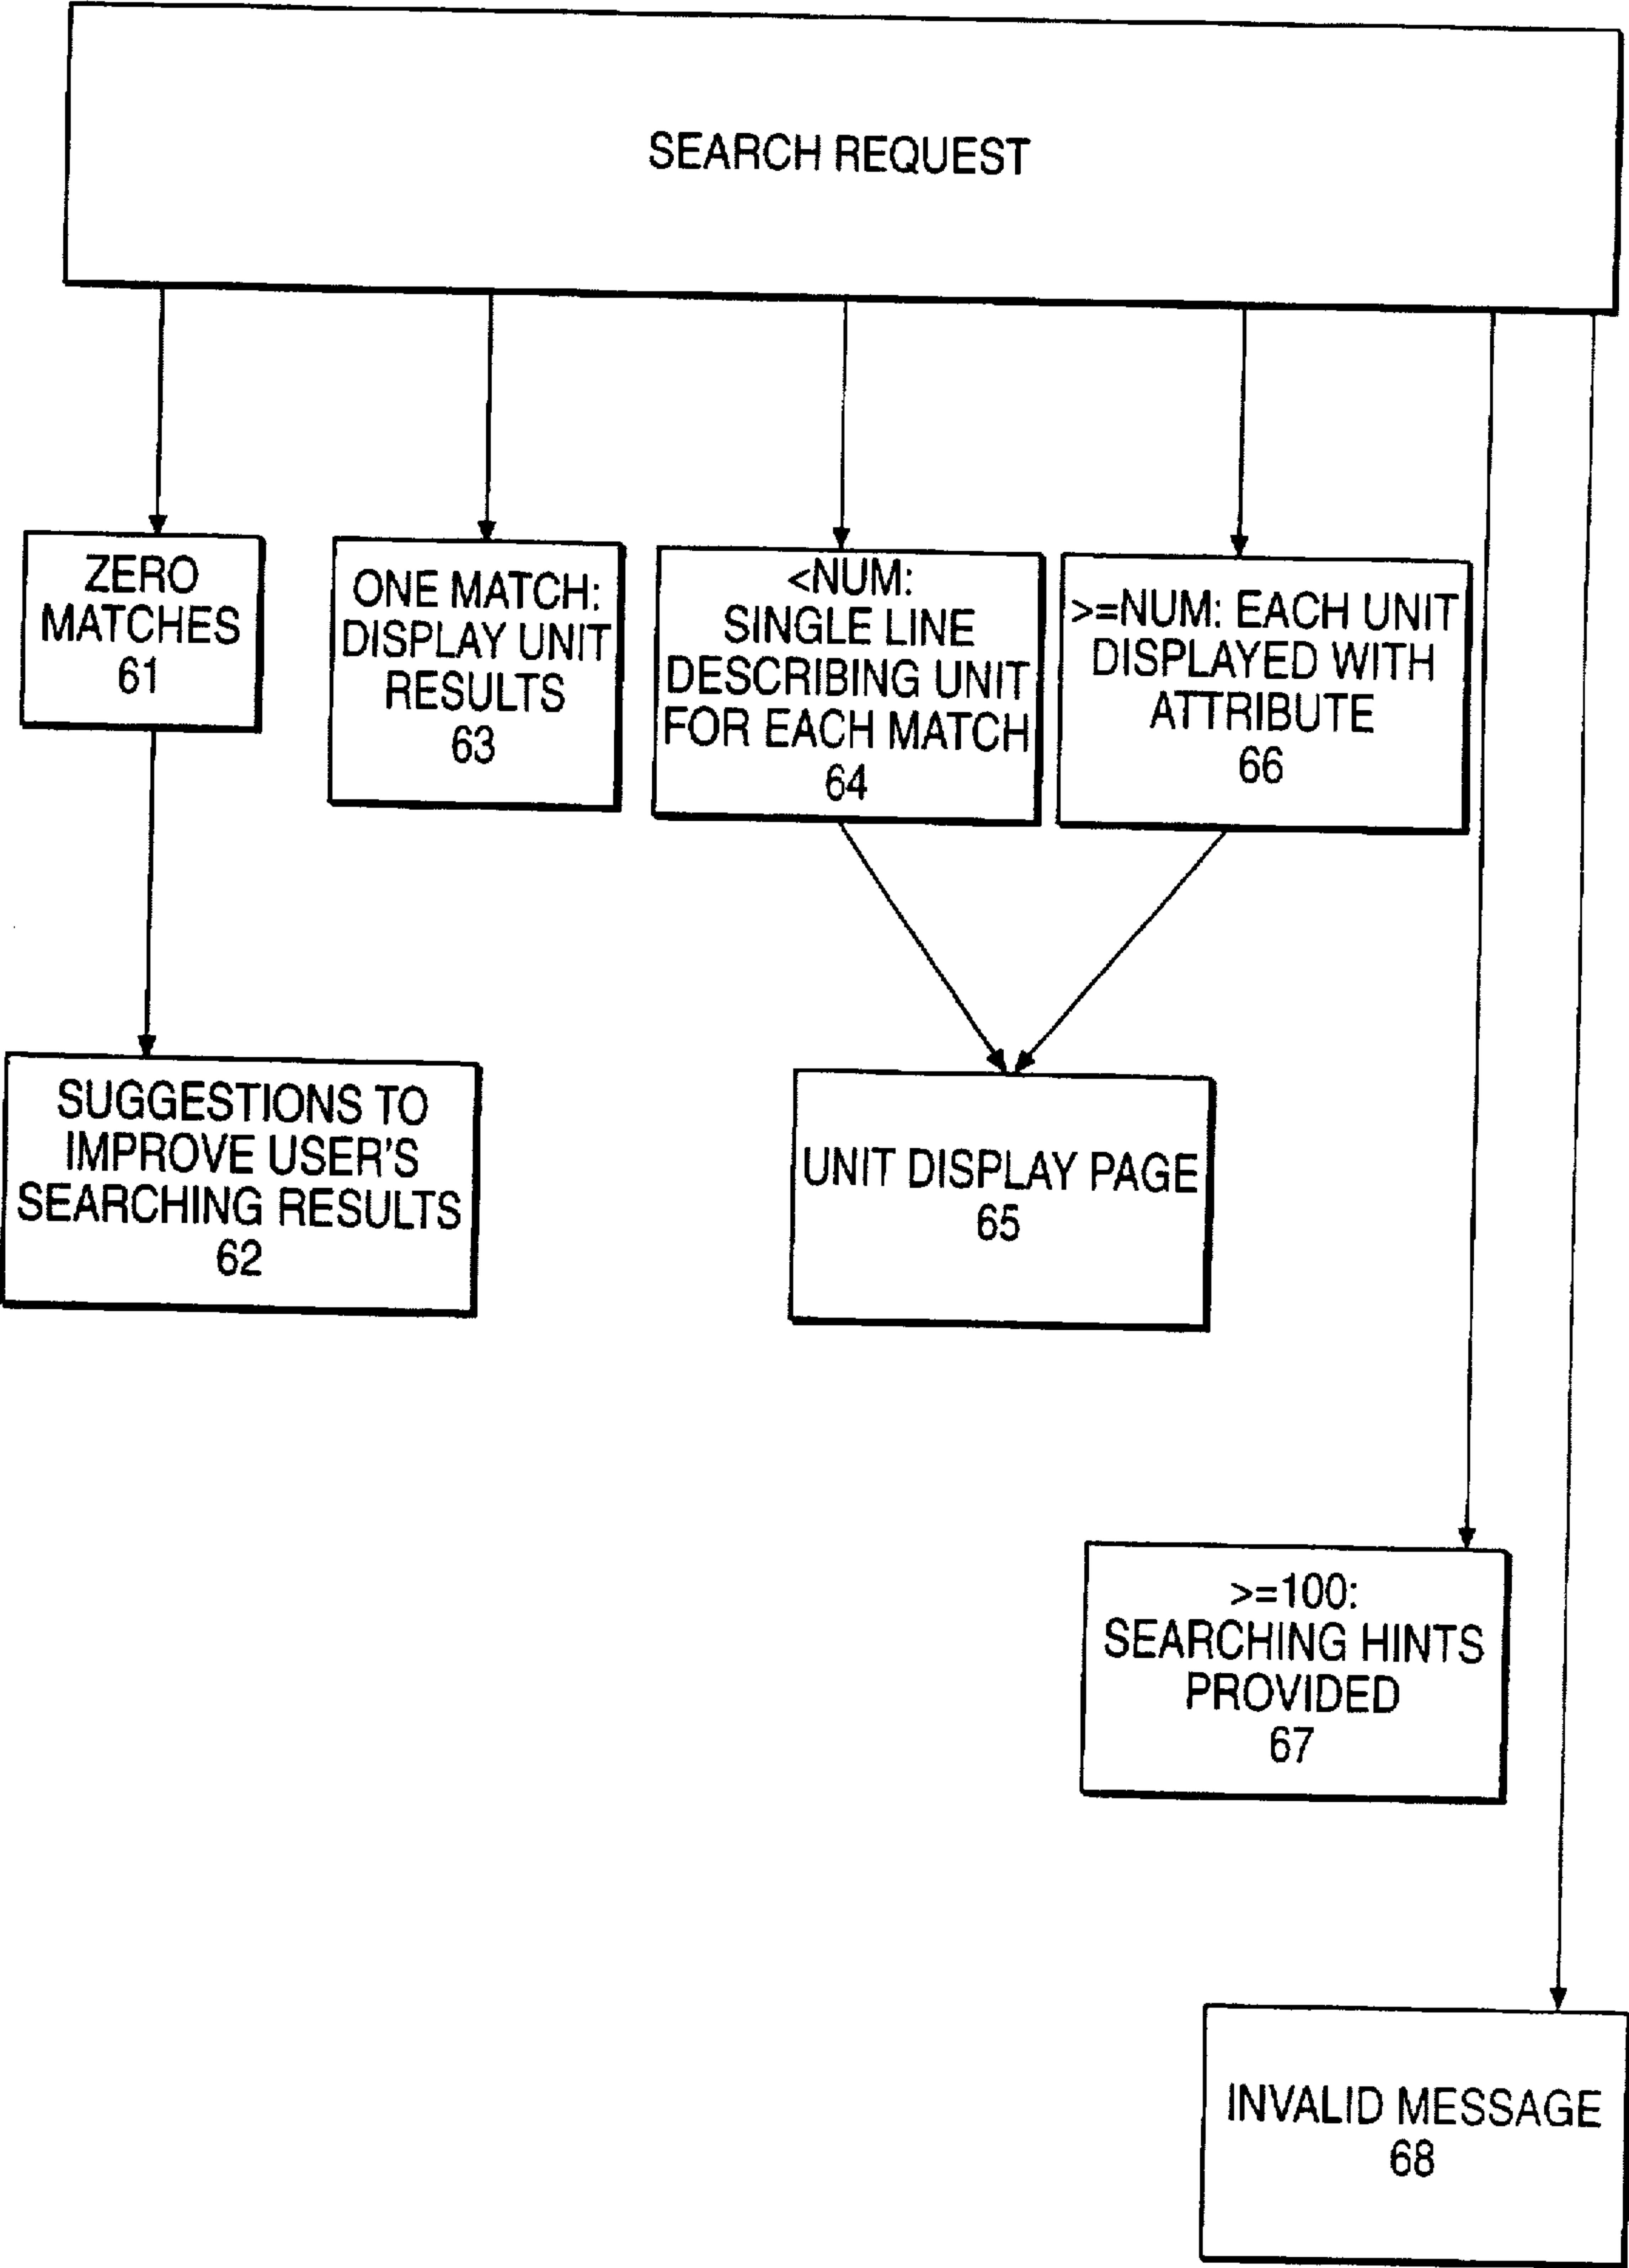 SEARCH REQUEST
ZERO
MATCHES
61
ONE MATCH:
DISPLAY UNIT
RESULTS
63
<NUM:
SINGLE LINE
DESCRIBING UNIT
FOR EACH MATCH
64
>=NUM: EACH UNIT
DISPLAYED WITH
ATTRIBUTE
66
SUGGESTIONS TO
IMPROVE USER'S
SEARCHING RESULTS
62
UNIT DISPLAY PAGE
65
>=100:
SEARCHING HINTS
PROVIDED
67
INVALID MESSAGE
68